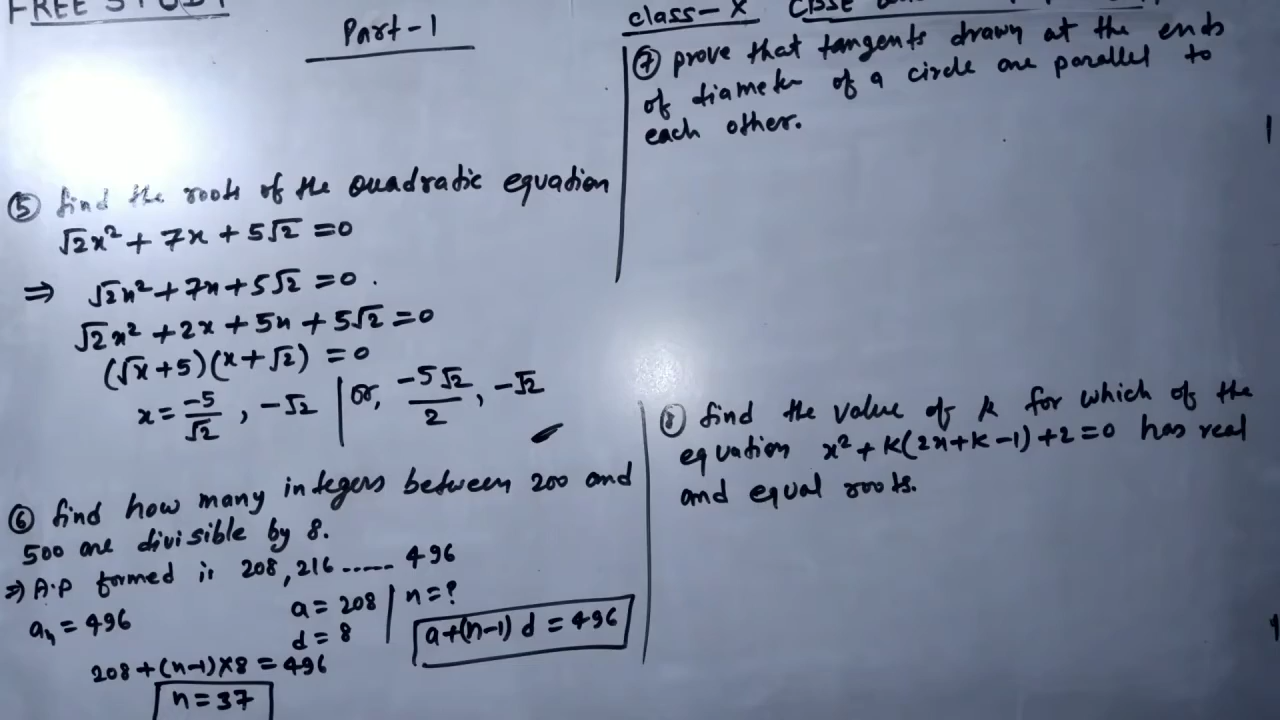 FREE STUDY
Part-1
class-X CBSE
⑤ find the roots of the quadratic equation
√2x² + 7x + 5√2 = 0
⇒ √2x² + 7x + 5√2 = 0.
√2x² + 2x + 5x + 5√2 = 0
(√x + 5)(x + √2) = 0
x = -5/√2, -√2 | or, -5√2/2, -√2
⑥ find how many integers between 200 and
500 are divisible by 8.
⇒ A.P formed is 208, 216 ...... 496
aₙ = 496 a = 208 | n = ?
d = 8 a+(n-1) d = 496
208 + (n-1)×8 = 496
n = 37
⑦ prove that tangents drawn at the ends
of diameter of a circle are parallel to
each other.
⑧ find the value of k for which of the
equation x² + k(2x+k-1) + 2 = 0 has real
and equal roots.